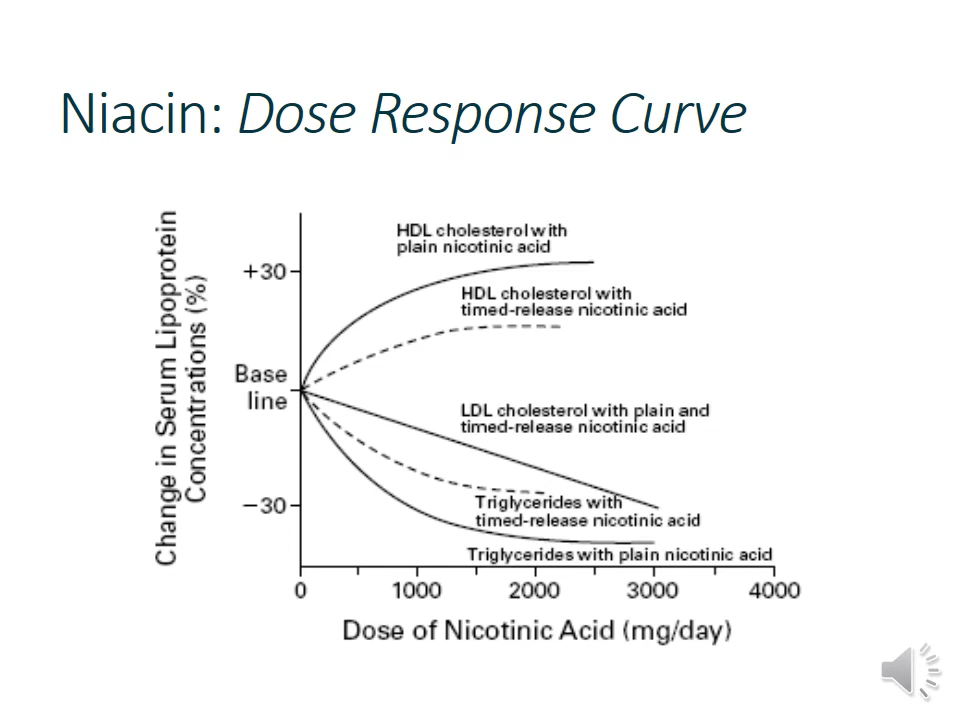 Niacin: Dose Response Curve
Change in Serum Lipoprotein
Concentrations (%)
HDL cholesterol with
plain nicotinic acid
+30
HDL cholesterol with
timed-release nicotinic acid
Base
line
LDL cholesterol with plain and
timed-release nicotinic acid
−30
Triglycerides with
timed-release nicotinic acid
Triglycerides with plain nicotinic acid
0 1000 2000 3000 4000
Dose of Nicotinic Acid (mg/day)